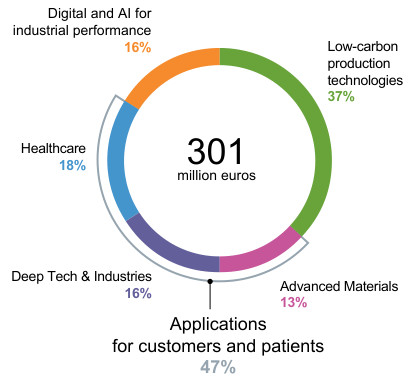 Digital and AI for
industrial performance
16%
Low-carbon
production
technologies
37%
301
million euros
Healthcare
18%
Deep Tech & Industries
16%
Advanced Materials
13%
Applications
for customers and patients
47%